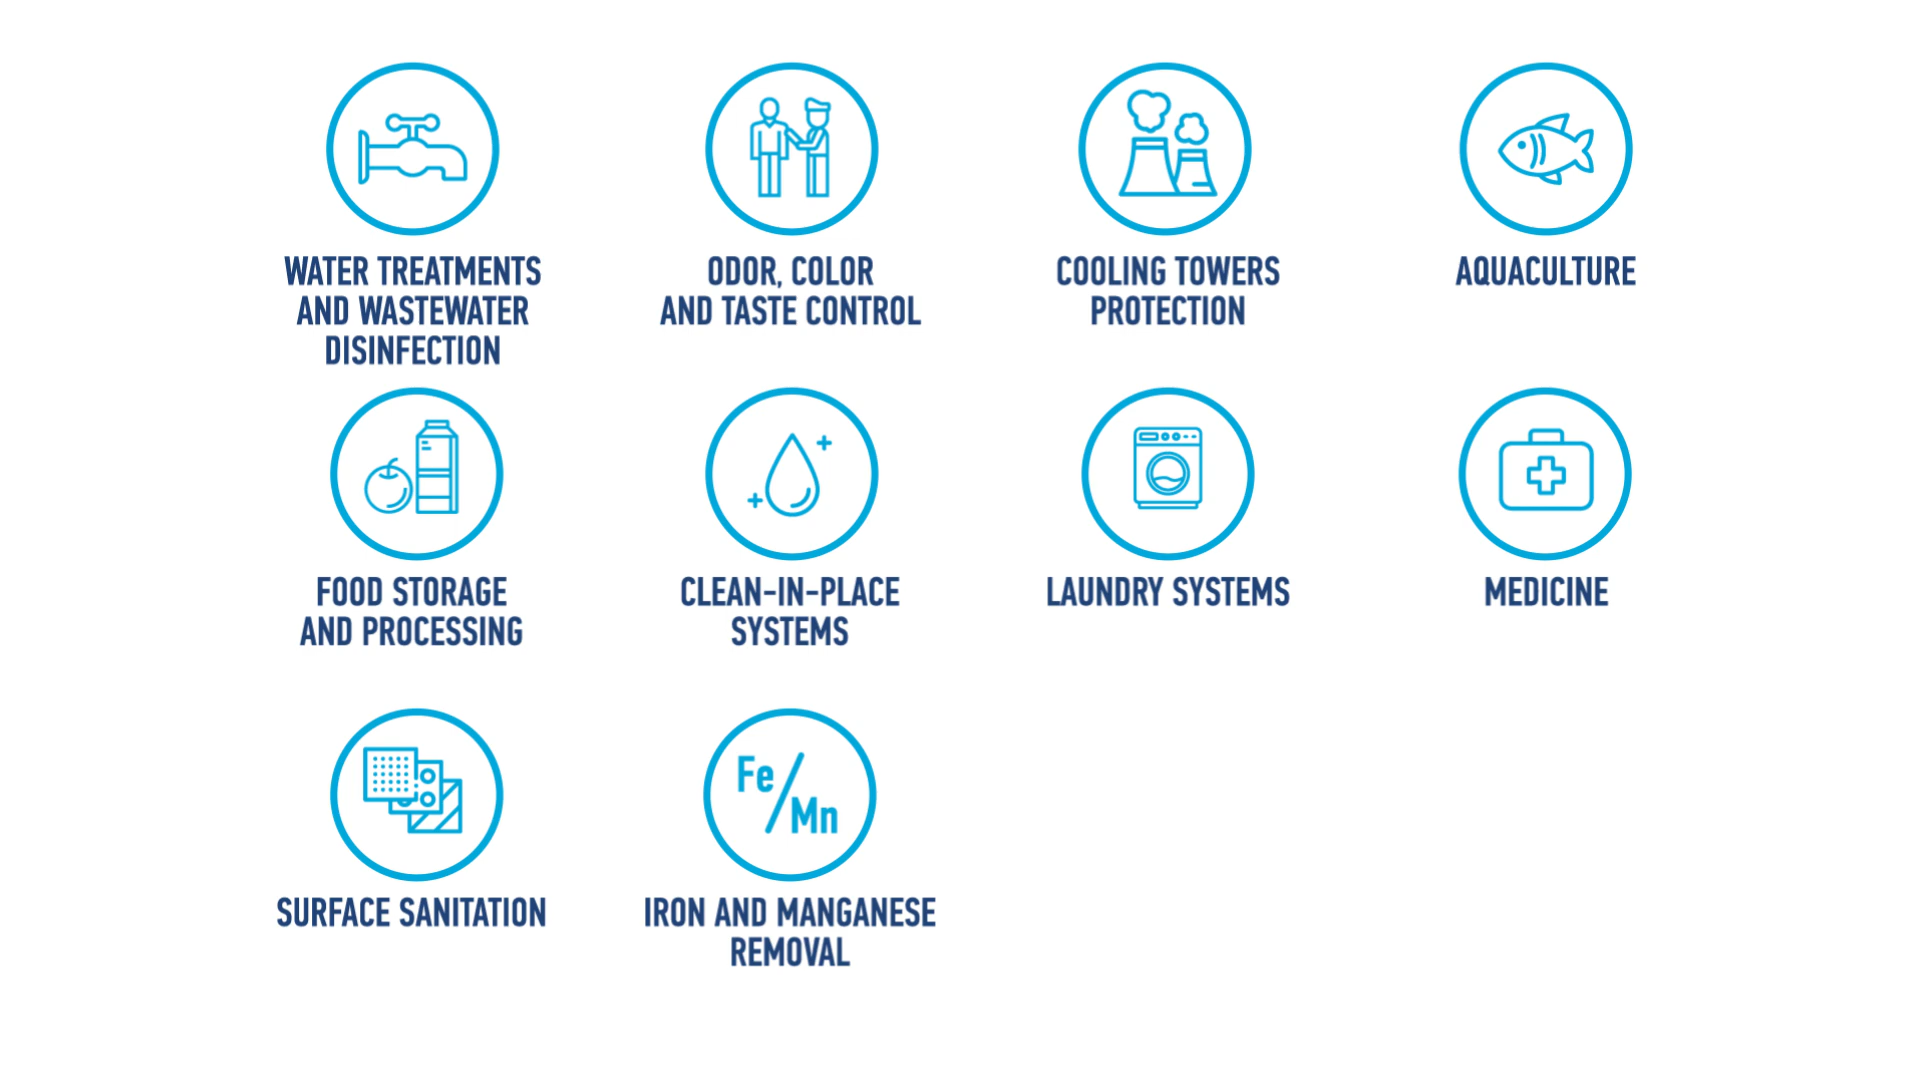 WATER TREATMENTS
AND WASTEWATER
DISINFECTION
ODOR, COLOR
AND TASTE CONTROL
COOLING TOWERS
PROTECTION
AQUACULTURE
FOOD STORAGE
AND PROCESSING
CLEAN-IN-PLACE
SYSTEMS
LAUNDRY SYSTEMS
MEDICINE
Fe/Mn
SURFACE SANITATION
IRON AND MANGANESE
REMOVAL